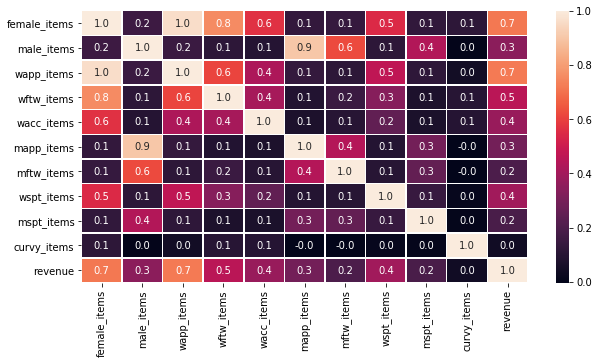 female_items 1.0 0.2 1.0 0.8 0.6 0.1 0.1 0.5 0.1 0.1 0.7
male_items 0.2 1.0 0.2 0.1 0.1 0.9 0.6 0.1 0.4 0.0 0.3
wapp_items 1.0 0.2 1.0 0.6 0.4 0.1 0.1 0.5 0.1 0.0 0.7
wftw_items 0.8 0.1 0.6 1.0 0.4 0.1 0.2 0.3 0.1 0.1 0.5
wacc_items 0.6 0.1 0.4 0.4 1.0 0.1 0.1 0.2 0.1 0.1 0.4
mapp_items 0.1 0.9 0.1 0.1 0.1 1.0 0.4 0.1 0.3 -0.0 0.3
mftw_items 0.1 0.6 0.1 0.2 0.1 0.4 1.0 0.1 0.3 -0.0 0.2
wspt_items 0.5 0.1 0.5 0.3 0.2 0.1 0.1 1.0 0.1 0.0 0.4
mspt_items 0.1 0.4 0.1 0.1 0.1 0.3 0.3 0.1 1.0 0.0 0.2
curvy_items 0.1 0.0 0.0 0.1 0.1 -0.0 -0.0 0.0 0.0 1.0 0.0
revenue 0.7 0.3 0.7 0.5 0.4 0.3 0.2 0.4 0.2 0.0 1.0
female_items
male_items
wapp_items
wftw_items
wacc_items
mapp_items
mftw_items
wspt_items
mspt_items
curvy_items
revenue
1.0
0.8
0.6
0.4
0.2
0.0